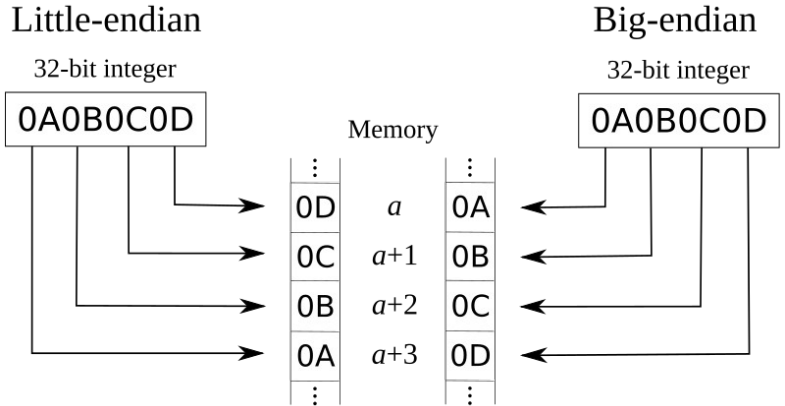 Little-endian
Big-endian
32-bit integer
32-bit integer
0A0B0C0D
0A0B0C0D
Memory
⋮ ⋮
0D a 0A
0C a+1 0B
0B a+2 0C
0A a+3 0D
⋮ ⋮